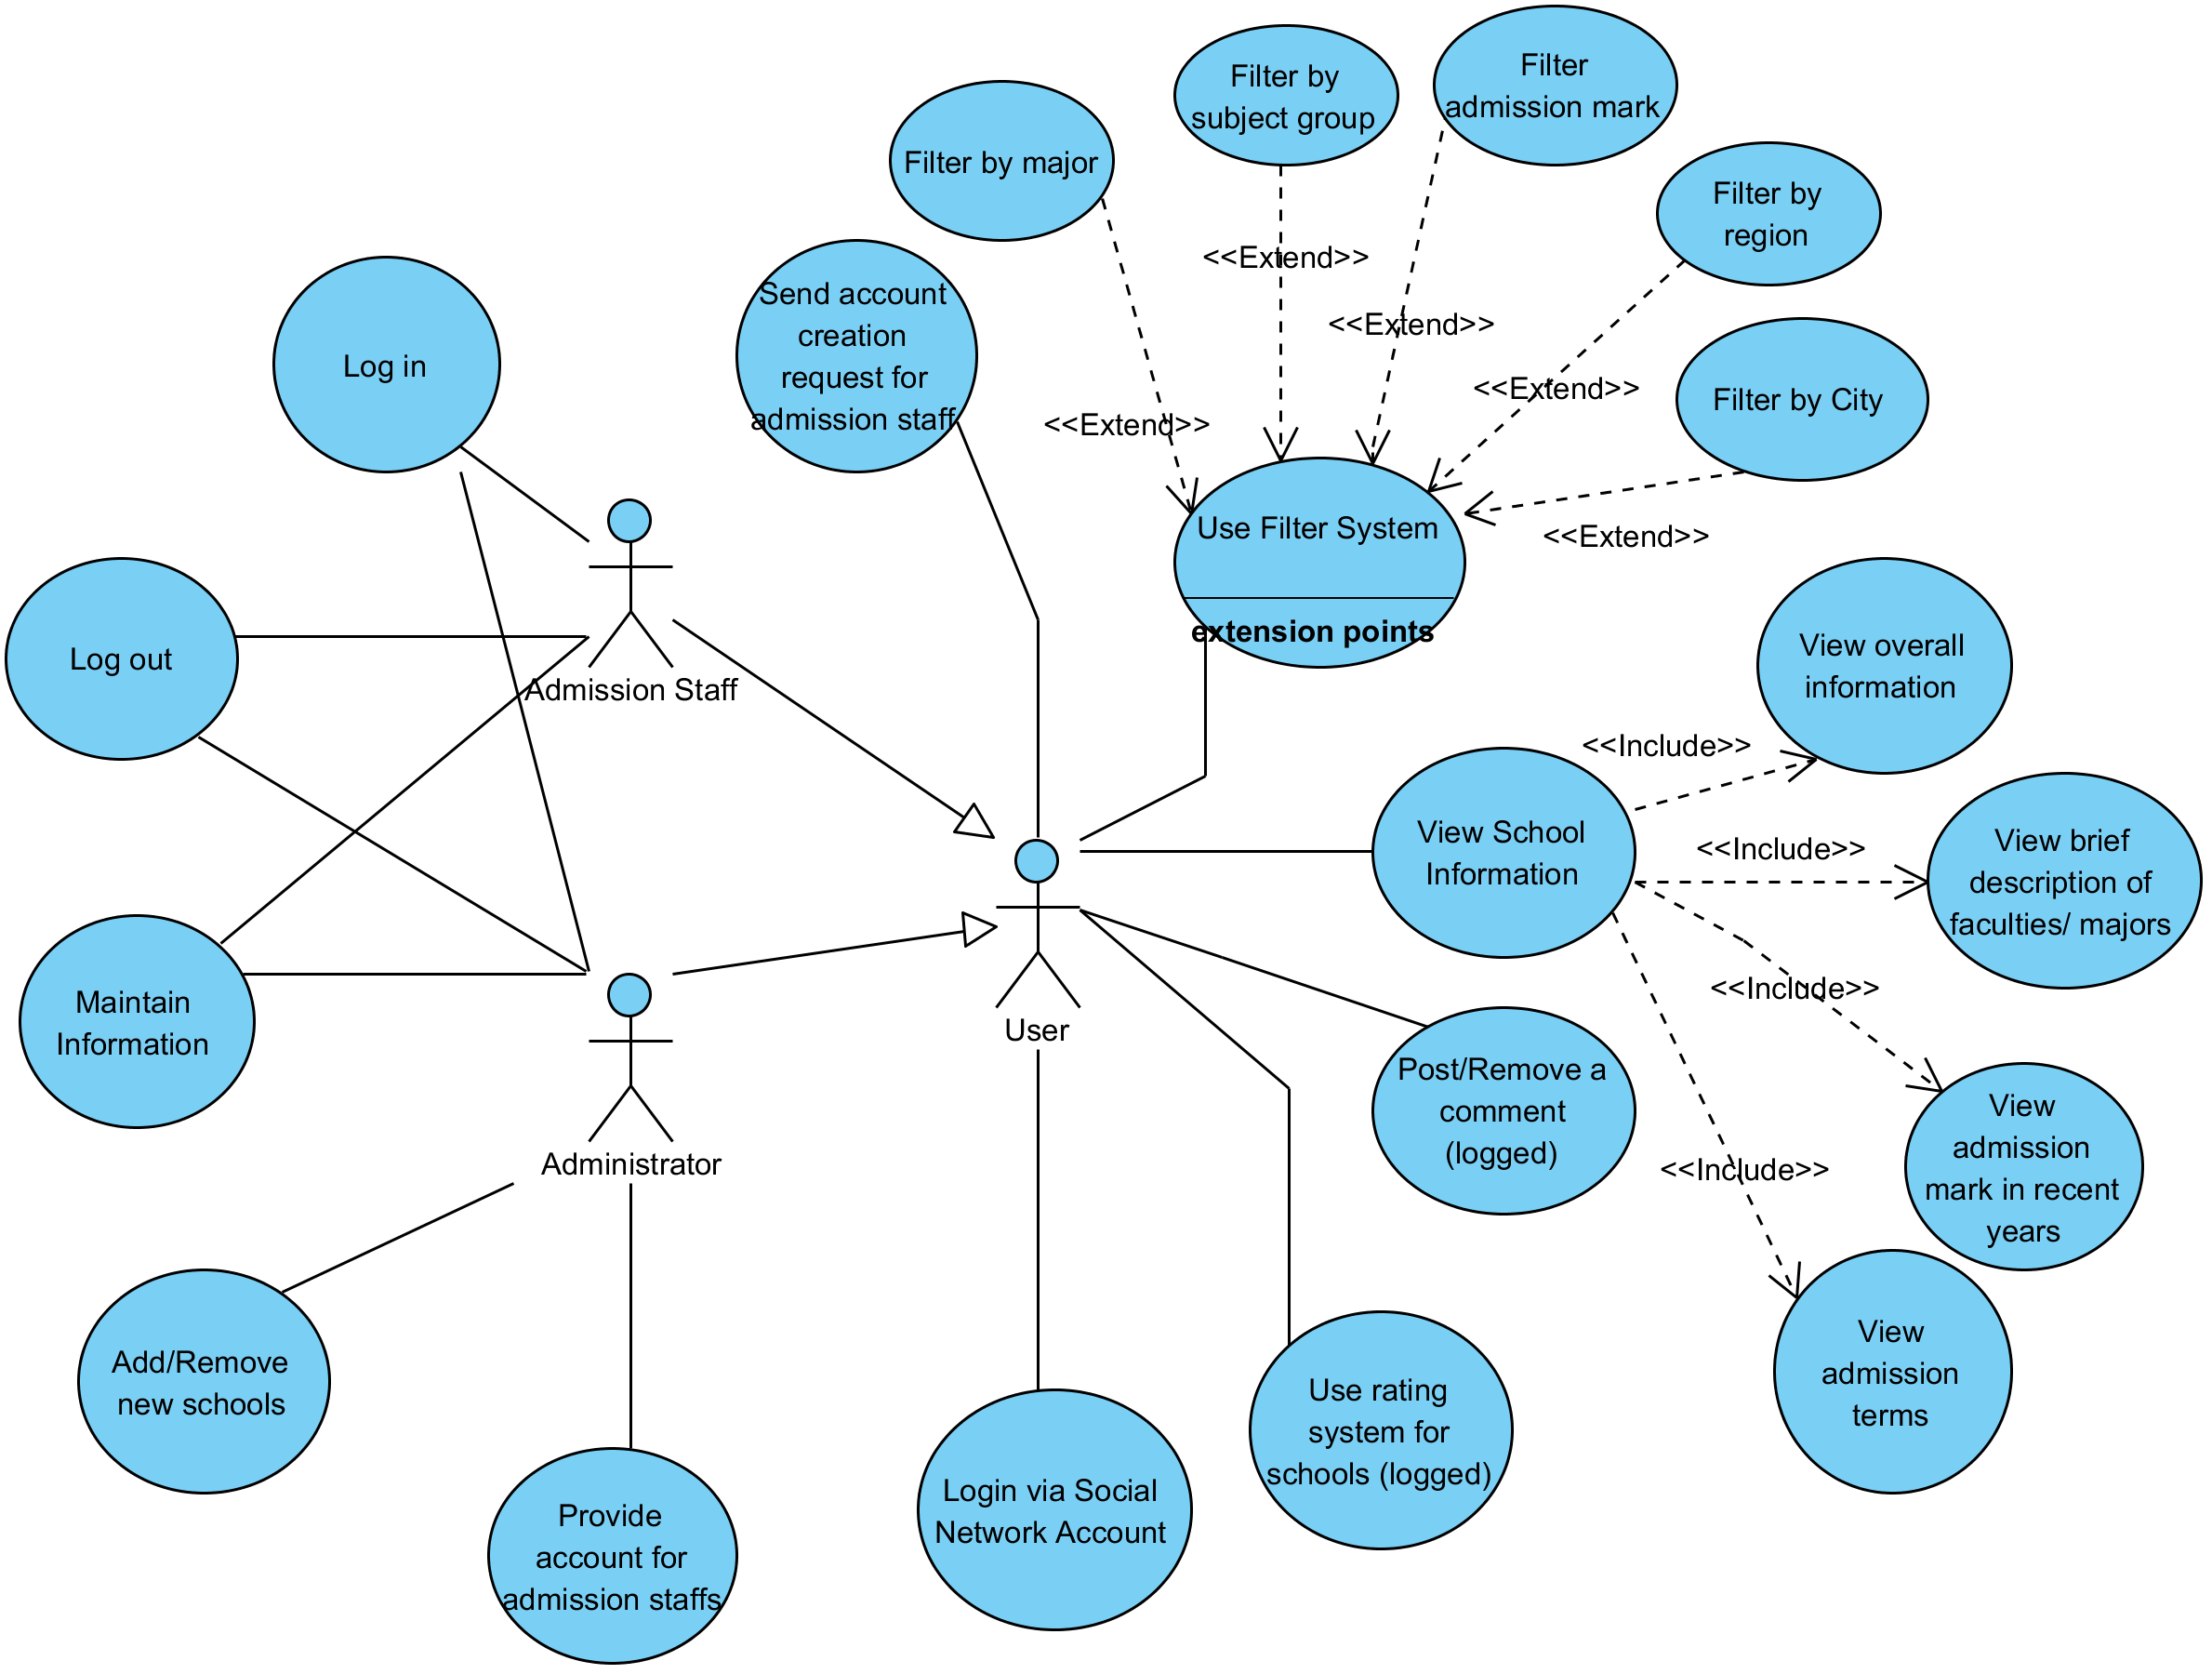 Filter
admission mark
Filter by
subject group
Filter by major
Filter by
region
<<Extend>>
Send account
creation
request for
admission staff
<<Extend>>
Log in
<<Extend>>
Filter by City
<<Extend>>
Use Filter System
<<Extend>>
extension points
View overall
information
Log out
Admission Staff
<<Include>>
View School
Information
<<Include>>
View brief
description of
faculties/ majors
<<Include>>
Maintain
Information
User
Post/Remove a
comment
(logged)
View
admission
mark in recent
years
Administrator
<<Include>>
View
admission
terms
Add/Remove
new schools
Use rating
system for
schools (logged)
Login via Social
Network Account
Provide
account for
admission staffs